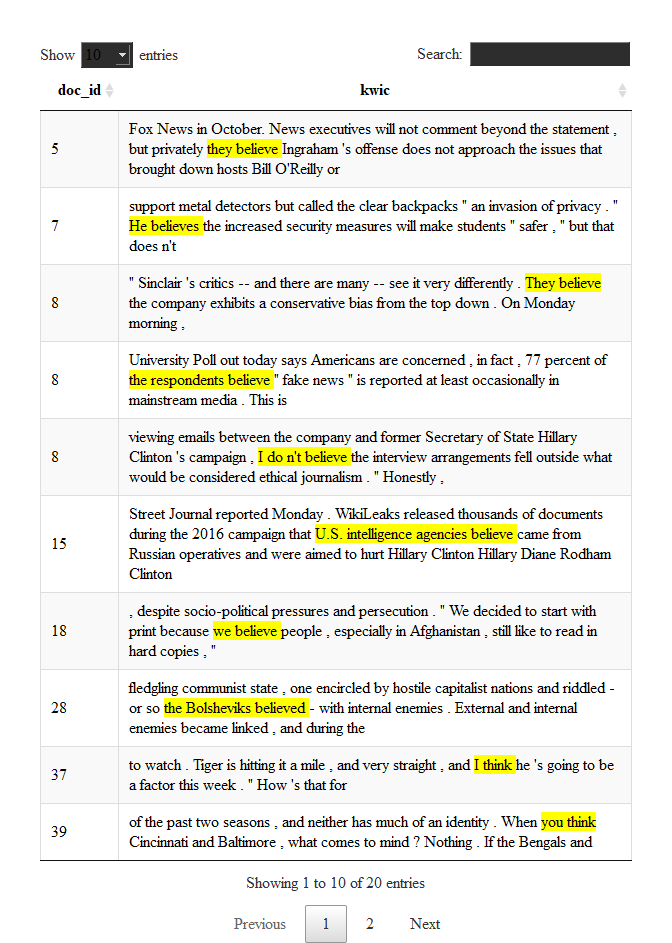 Show 10 entries Search:
doc_id kwic
Fox News in October. News executives will not comment beyond the statement ,
5 but privately they believe Ingraham 's offense does not approach the issues that
brought down hosts Bill O'Reilly or
support metal detectors but called the clear backpacks " an invasion of privacy . "
7 He believes the increased security measures will make students " safer , " but that
does n't
" Sinclair 's critics -- and there are many -- see it very differently . They believe
8 the company exhibits a conservative bias from the top down . On Monday
morning ,
University Poll out today says Americans are concerned , in fact , 77 percent of
8 the respondents believe " fake news " is reported at least occasionally in
mainstream media . This is
viewing emails between the company and former Secretary of State Hillary
8 Clinton 's campaign , I do n't believe the interview arrangements fell outside what
would be considered ethical journalism . " Honestly ,
Street Journal reported Monday . WikiLeaks released thousands of documents
15 during the 2016 campaign that U.S. intelligence agencies believe came from
Russian operatives and were aimed to hurt Hillary Clinton Hillary Diane Rodham
Clinton
, despite socio-political pressures and persecution . " We decided to start with
18 print because we believe people , especially in Afghanistan , still like to read in
hard copies , "
fledgling communist state , one encircled by hostile capitalist nations and riddled -
28 or so the Bolsheviks believed - with internal enemies . External and internal
enemies became linked , and during the
37 to watch . Tiger is hitting it a mile , and very straight , and I think he 's going to be
a factor this week . " How 's that for
39 of the past two seasons , and neither has much of an identity . When you think
Cincinnati and Baltimore , what comes to mind ? Nothing . If the Bengals and
Showing 1 to 10 of 20 entries
Previous 1 2 Next